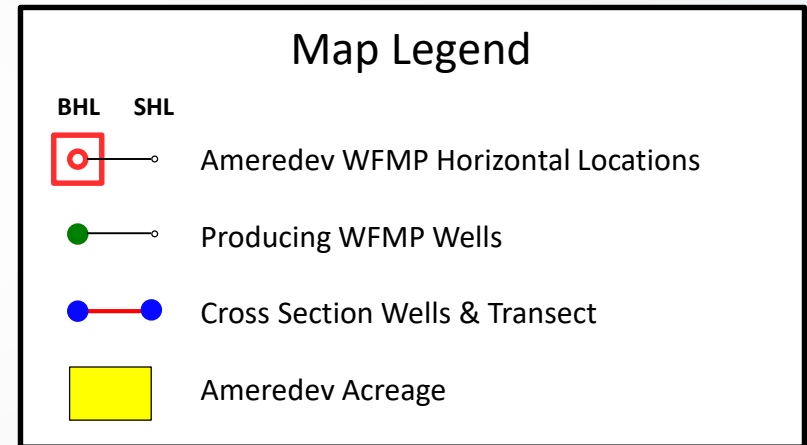 Map Legend
BHL SHL
Ameredev WFMP Horizontal Locations
Producing WFMP Wells
Cross Section Wells & Transect
Ameredev Acreage